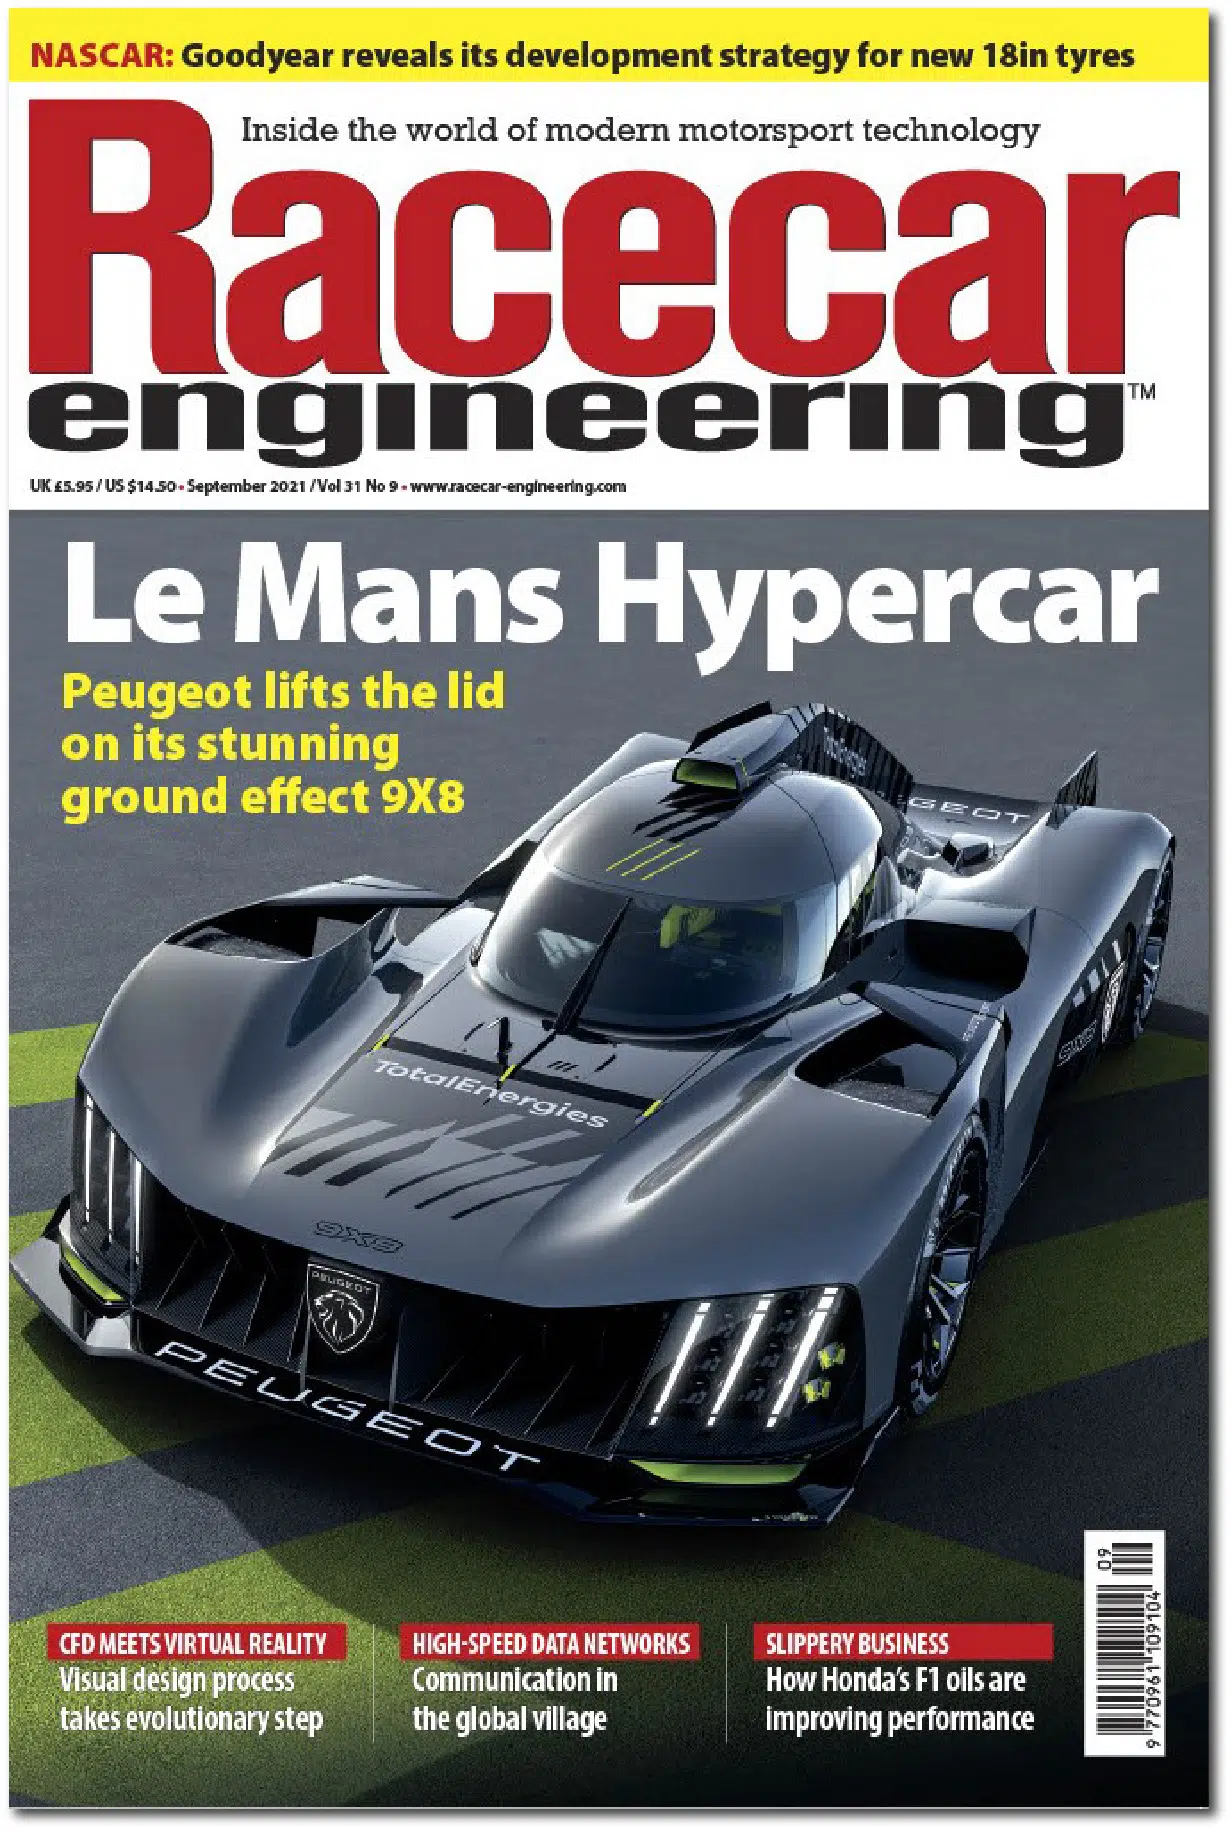 NASCAR: Goodyear reveals its development strategy for new 18in tyres
Inside the world of modern motorsport technology
Racecar
engineering™
UK £5.95 / US $14.50 • September 2021 / Vol 31 No 9 • www.racecar-engineering.com
Le Mans Hypercar
Peugeot lifts the lid
on its stunning
ground effect 9X8
TotalEnergies
GEOT
TotalEnergies
9X8
9X8
PEUGEOT
PEUGEOT
CFD MEETS VIRTUAL REALITY
Visual design process
takes evolutionary step
HIGH-SPEED DATA NETWORKS
Communication in
the global village
SLIPPERY BUSINESS
How Honda's F1 oils are
improving performance
09
9 770961 109104